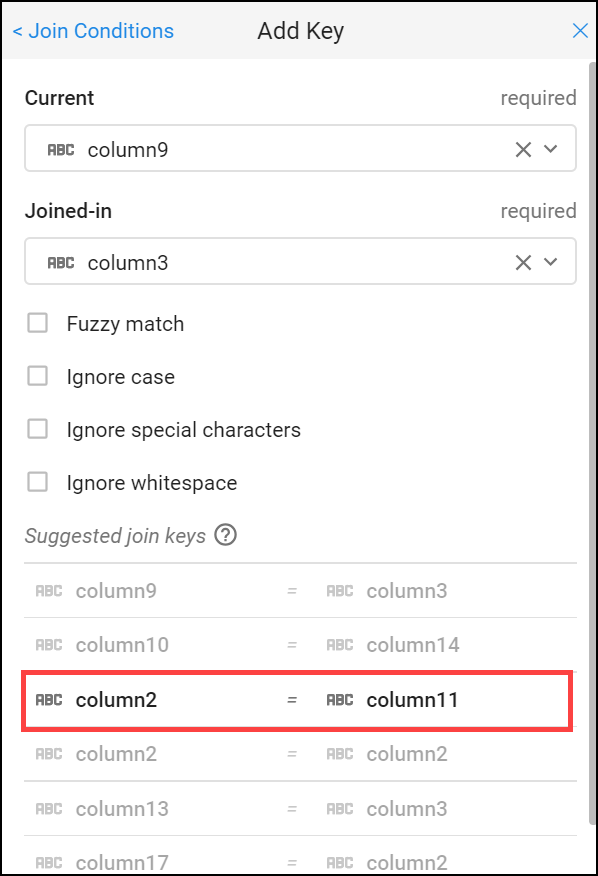 < Join Conditions Add Key
Current required
ABC column9
Joined-in required
ABC column3
Fuzzy match
Ignore case
Ignore special characters
Ignore whitespace
Suggested join keys ?
ABC column9 = ABC column3
ABC column10 = ABC column14
ABC column2 = ABC column11
ABC column2 = ABC column2
ABC column13 = ABC column3
ABC column17 = ABC column2